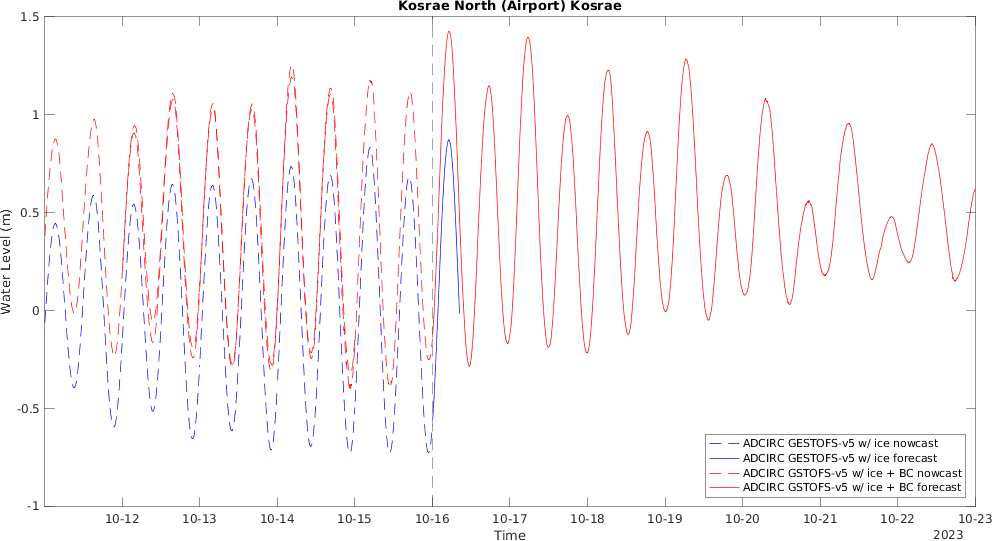 Kosrae North (Airport) Kosrae
1.5
1
0.5
0
-0.5
-1
Water Level (m)
10-12
10-13
10-14
10-15
10-16
10-17
10-18
10-19
10-20
10-21
10-22
10-23
Time
2023
ADCIRC GESTOFS-v5 w/ ice nowcast
ADCIRC GESTOFS-v5 w/ ice forecast
ADCIRC GSTOFS-v5 w/ ice + BC nowcast
ADCIRC GSTOFS-v5 w/ ice + BC forecast